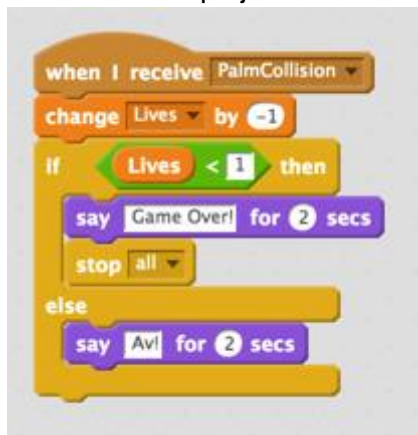 when I receive PalmCollision
change Lives by -1
if Lives < 1 then
say Game Over! for 2 secs
stop all
else
say Av! for 2 secs